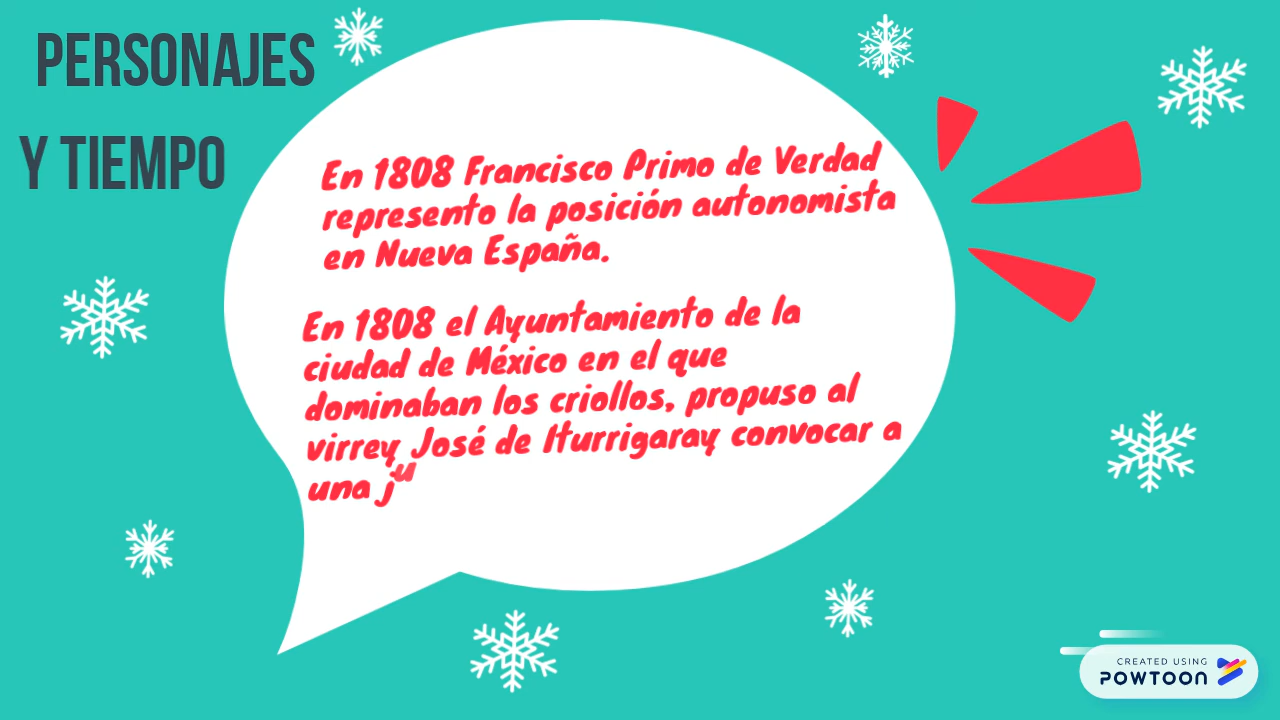 PERSONAJES
Y TIEMPO
En 1808 Francisco Primo de Verdad
represento la posición autonomista
en Nueva España.
En 1808 el Ayuntamiento de la
ciudad de México en el que
dominaban los criollos, propuso al
virrey José de Iturrigaray convocar a
una ju
CREATED USING
POWTOON